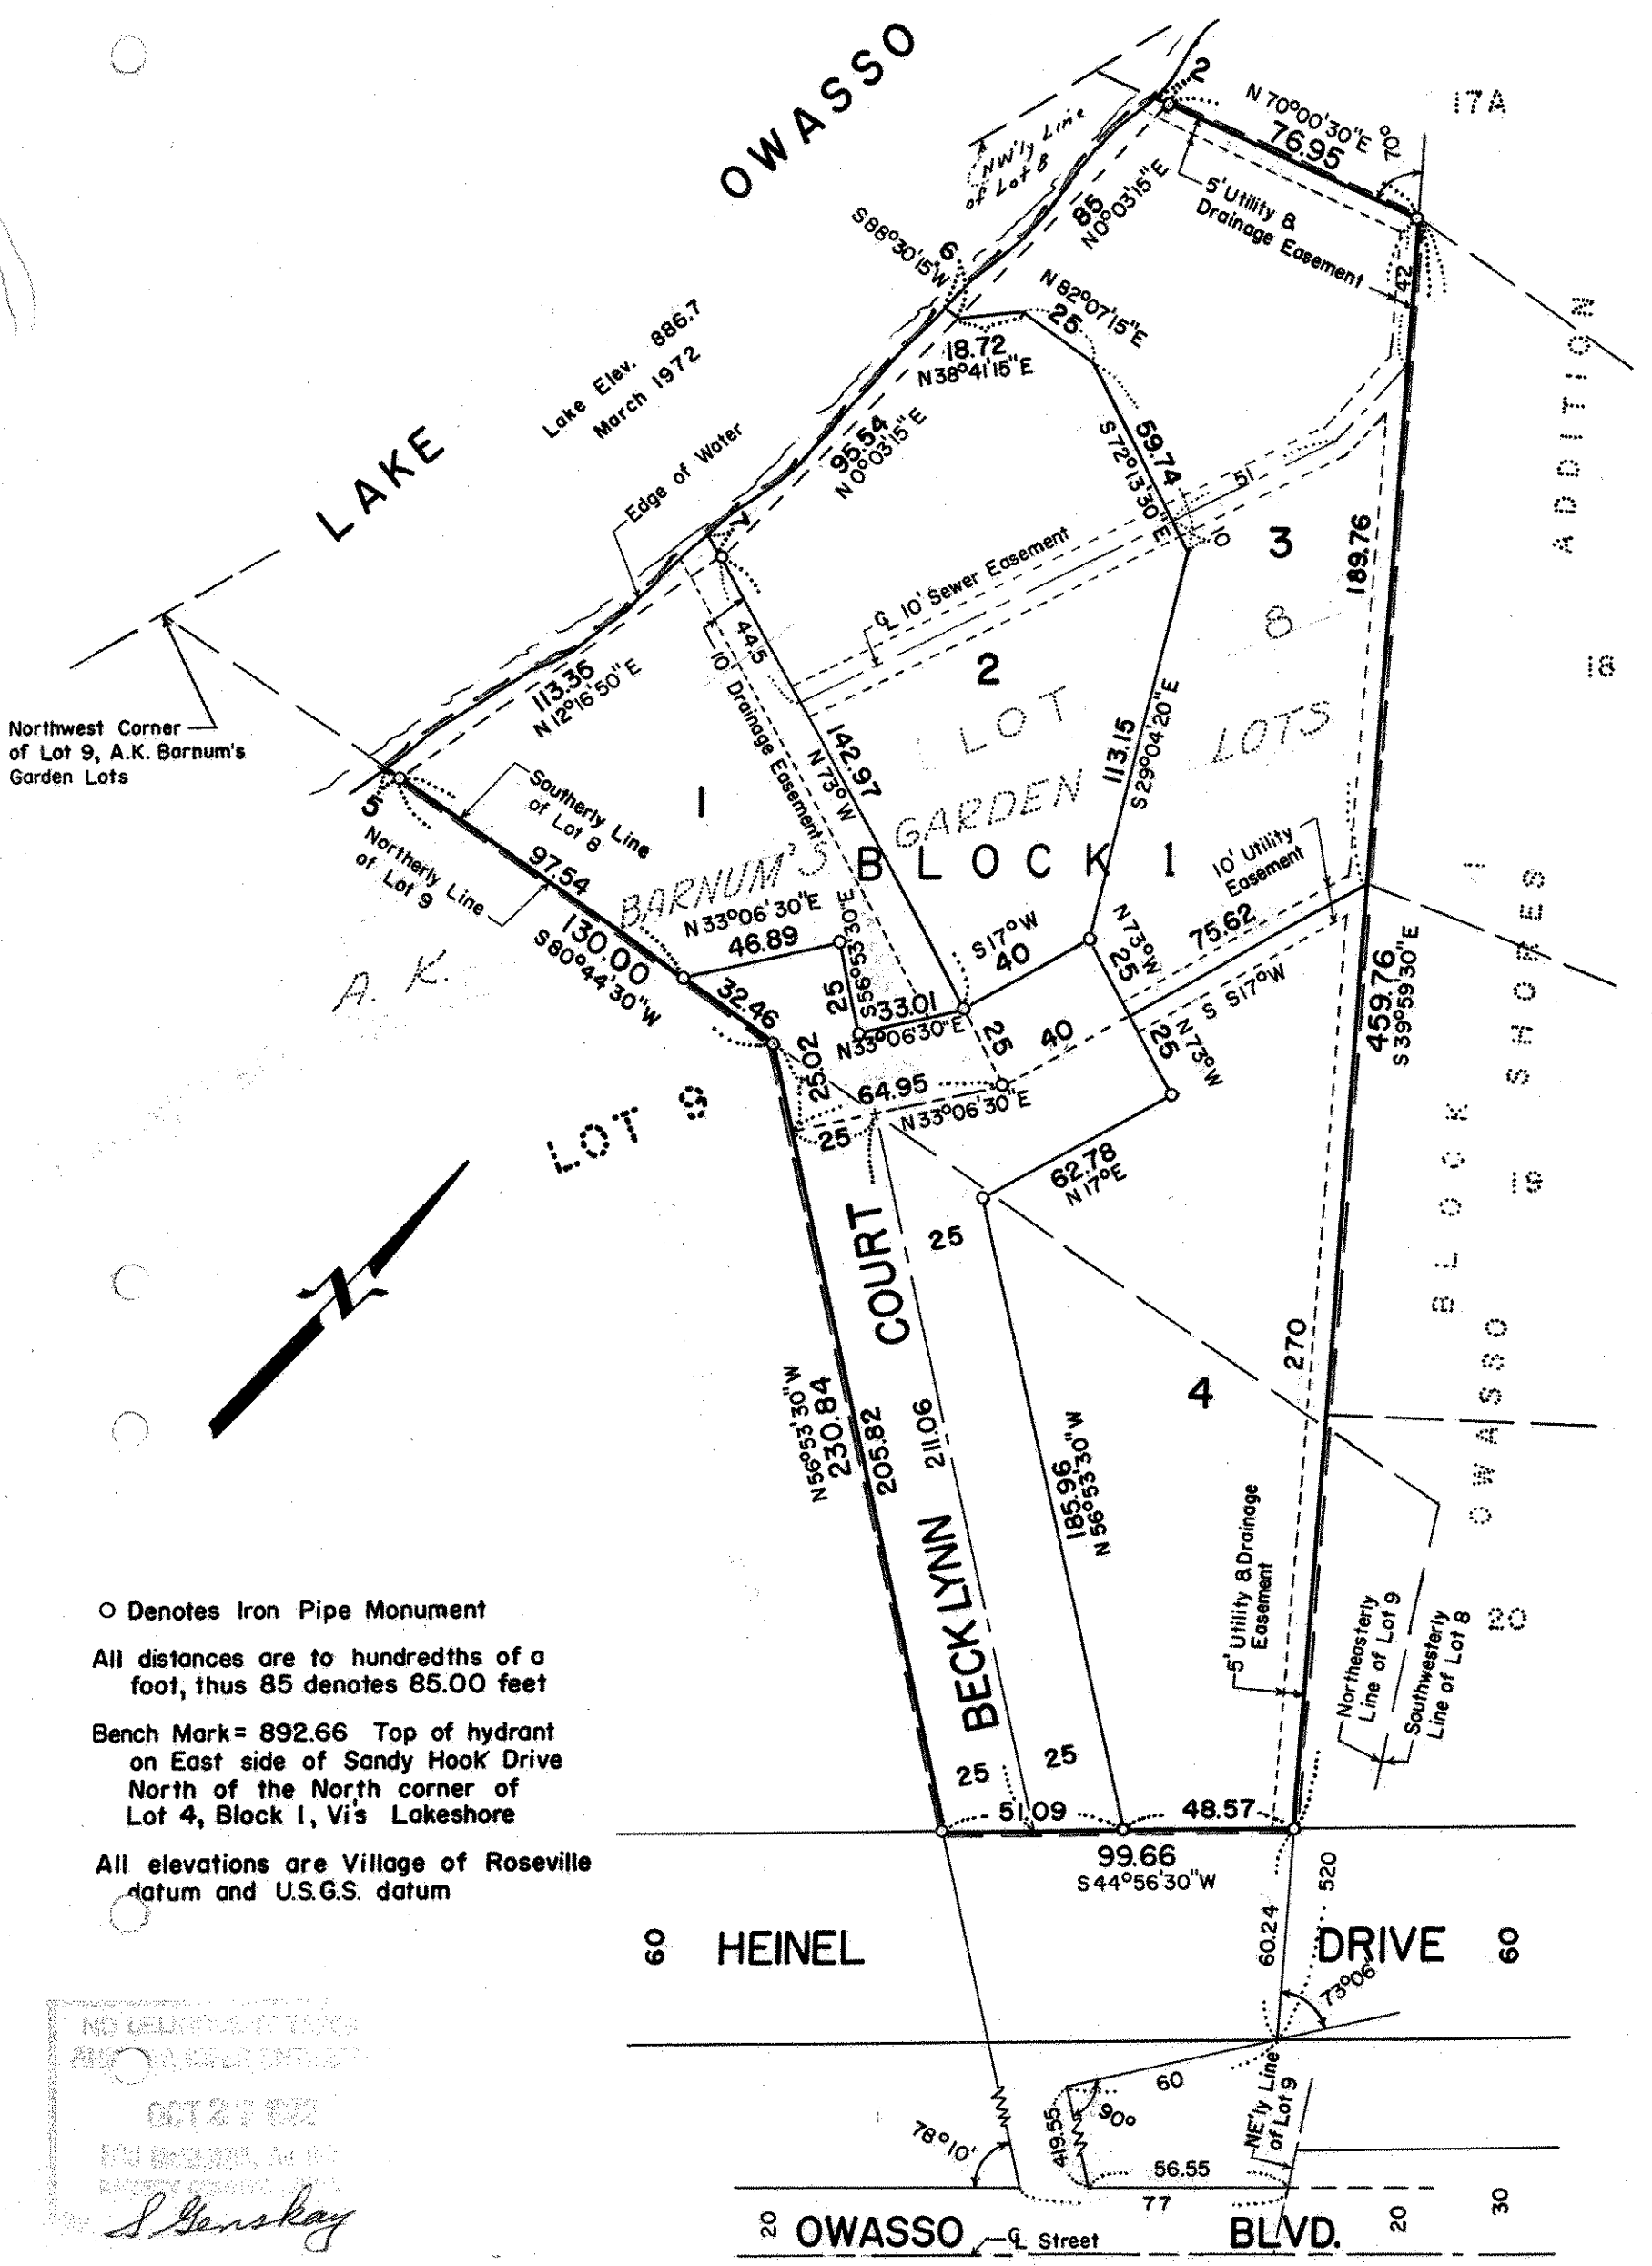 OWASSO
LAKE
Lake Elev. 886.7
March 1972
Edge of Water
NW'ly Line
of Lot 8
2
N 70°00'30"E
76.95
70°
17A
5' Utility &
Drainage Easement
42
85
N0°03'15"E
6
S88°30'15"W
18.72
N38°41'15"E
25
N82°07'15"E
59.74
S72°13'30"E
51
10
95.54
N 0°03'15"E
7
44.5
10' Drainage Easement
℄ 10' Sewer Easement
113.35
N 12°16'50"E
Northwest Corner
of Lot 9, A.K. Barnum's
Garden Lots
5
Southerly Line
of Lot 8
Northerly Line
of Lot 9
97.54
130.00
S80°44'30"W
32.46
1
2
3
8
LOT
LOTS
A. K.
BARNUM'S
GARDEN
BLOCK 1
142.97
N 73°W
113.15
S29°04'20"E
189.76
459.76
S39°59'30"E
N33°06'30"E
46.89
25
S56°53'30"E
33.01
N33°06'30"E
S17°W
40
N73°W
25
10' Utility
Easement
75.62
S S17°W
25
40
25
N73°W
25.02
64.95
N33°06'30"E
25
62.78
N17°E
LOT 9
ADDITION
18
1
OWASSO SHORES
BLOCK
19
20
COURT
BECKLYNN
25
N56°53'30"W
230.84
205.82
211.06
185.96
N 56°53'30"W
4
270
5' Utility & Drainage
Easement
Northeasterly
Line of Lot 9
Southwesterly
Line of Lot 8
25
25
51.09
48.57
99.66
S44°56'30"W
O Denotes Iron Pipe Monument
All distances are to hundredths of a
foot, thus 85 denotes 85.00 feet
Bench Mark= 892.66 Top of hydrant
on East side of Sandy Hook Drive
North of the North corner of
Lot 4, Block 1, Vi's Lakeshore
All elevations are Village of Roseville
datum and U.S.G.S. datum
60 HEINEL DRIVE 60
60.24
520
73°06'
60
90°
419.55
78°10'
NE'ly Line
of Lot 9
56.55
77
20 OWASSO BLVD. 20 30
℄ Street
OCT 27